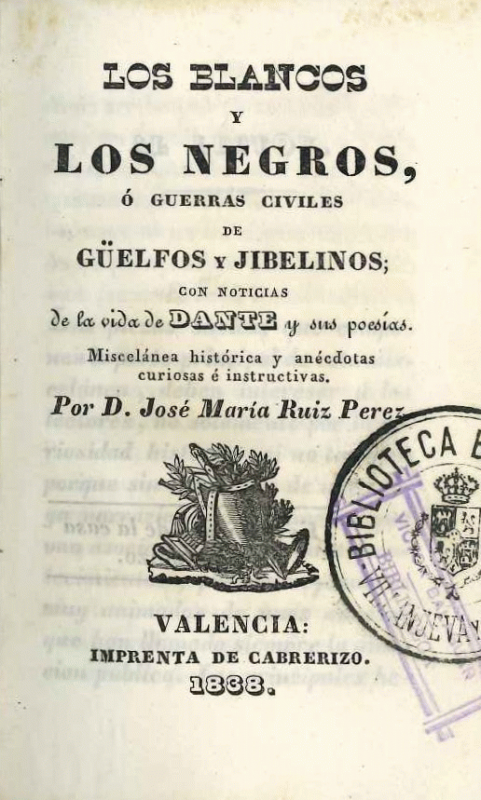 LOS BLANCOS
Y
LOS NEGROS,
Ó GUERRAS CIVILES
DE
GÜELFOS Y JIBELINOS;
CON NOTICIAS
de la vida de DANTE y sus poesías.
Miscelánea histórica y anécdotas
curiosas é instructivas.
Por D. José María Ruiz Perez
BIBLIOTECA
VALENCIA:
IMPRENTA DE CABRERIZO.
1838.